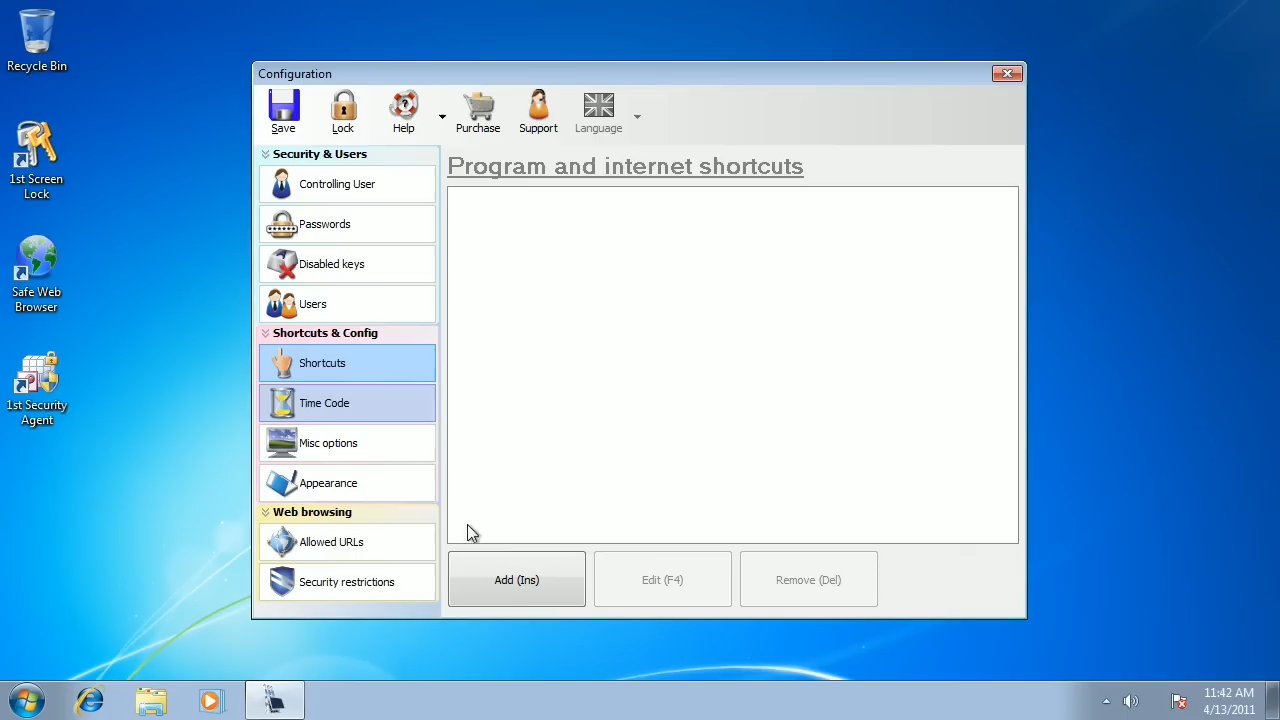 Recycle Bin
1st Screen
Lock
Safe Web
Browser
1st Security
Agent
Configuration
Save
Lock
Help
Purchase
Support
Language
Security & Users
Controlling User
Passwords
Disabled keys
Users
Shortcuts & Config
Shortcuts
Time Code
Misc options
Appearance
Web browsing
Allowed URLs
Security restrictions
Program and internet shortcuts
Add (Ins)
Edit (F4)
Remove (Del)
11:42 AM
4/13/2011